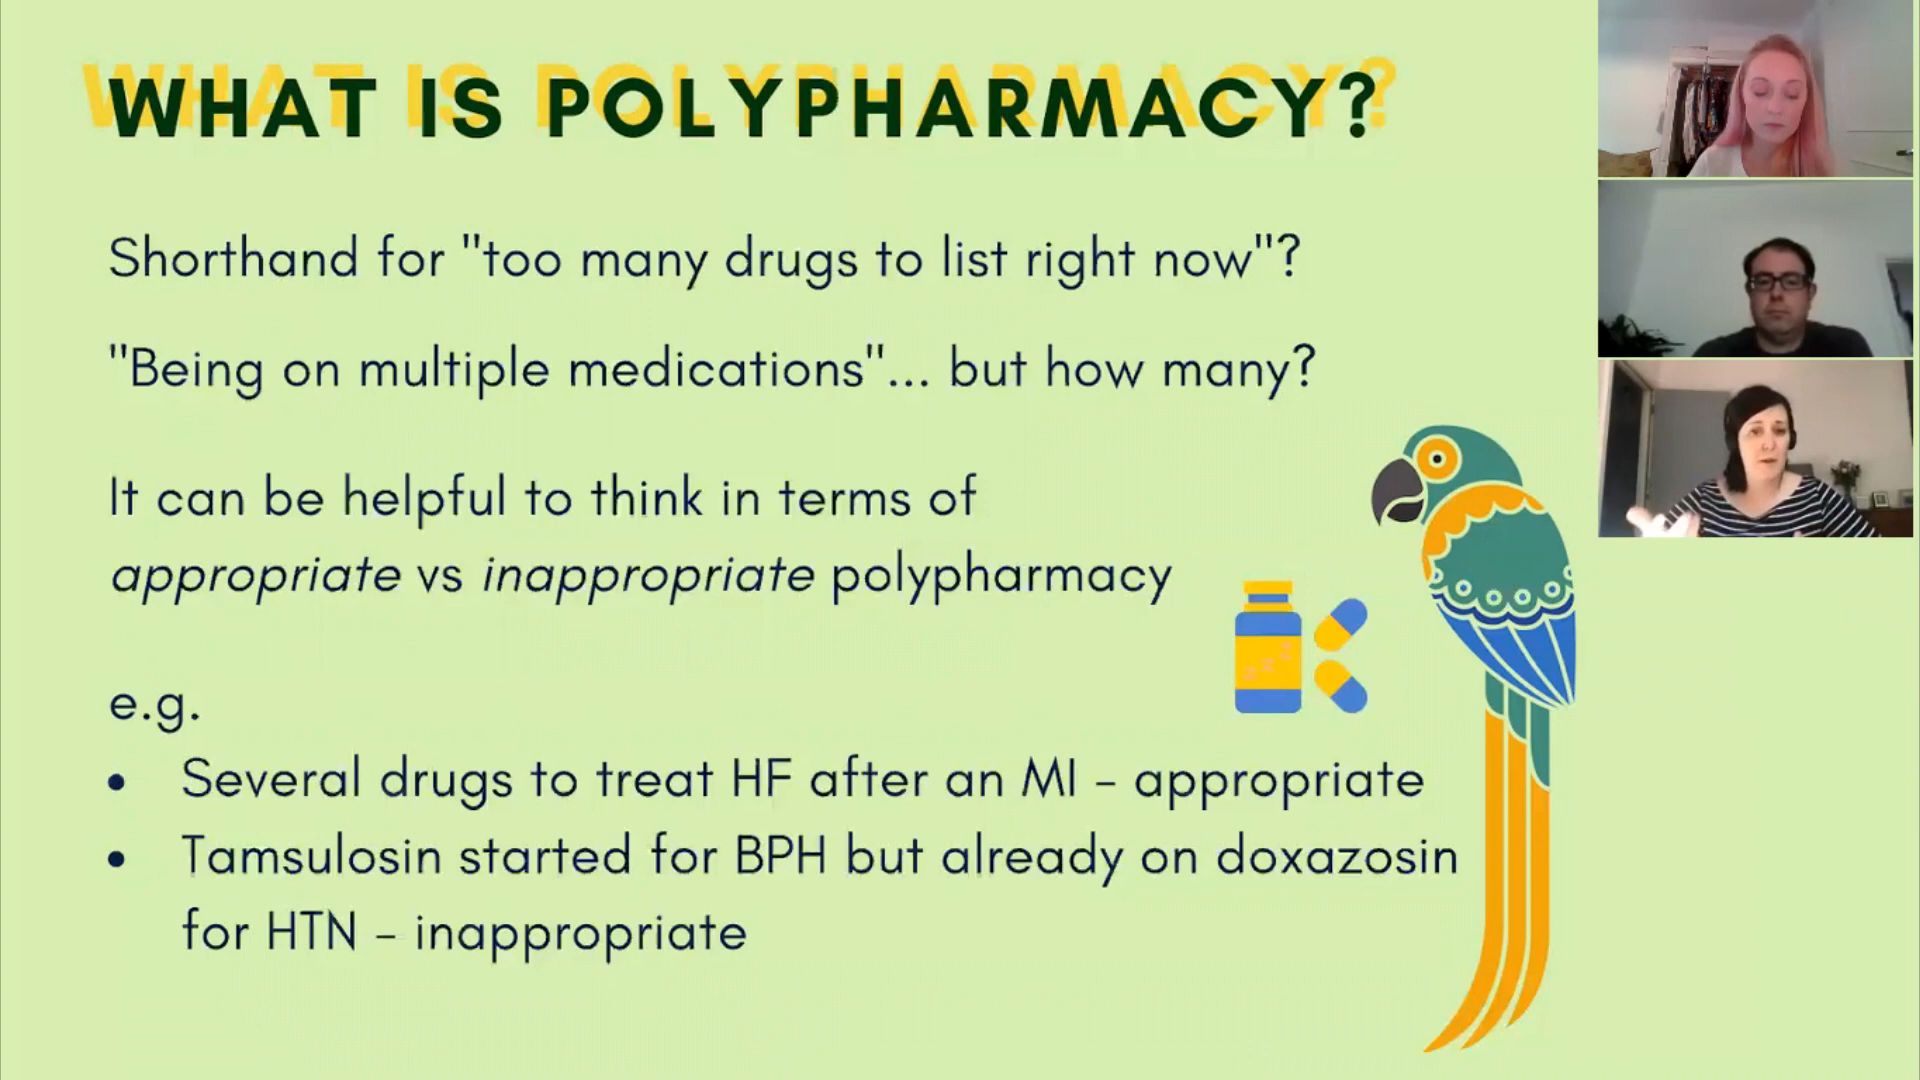 WHAT IS POLYPHARMACY?
Shorthand for "too many drugs to list right now"?
"Being on multiple medications"... but how many?
It can be helpful to think in terms of
appropriate vs inappropriate polypharmacy
e.g.
• Several drugs to treat HF after an MI – appropriate
• Tamsulosin started for BPH but already on doxazosin
for HTN – inappropriate
z z z